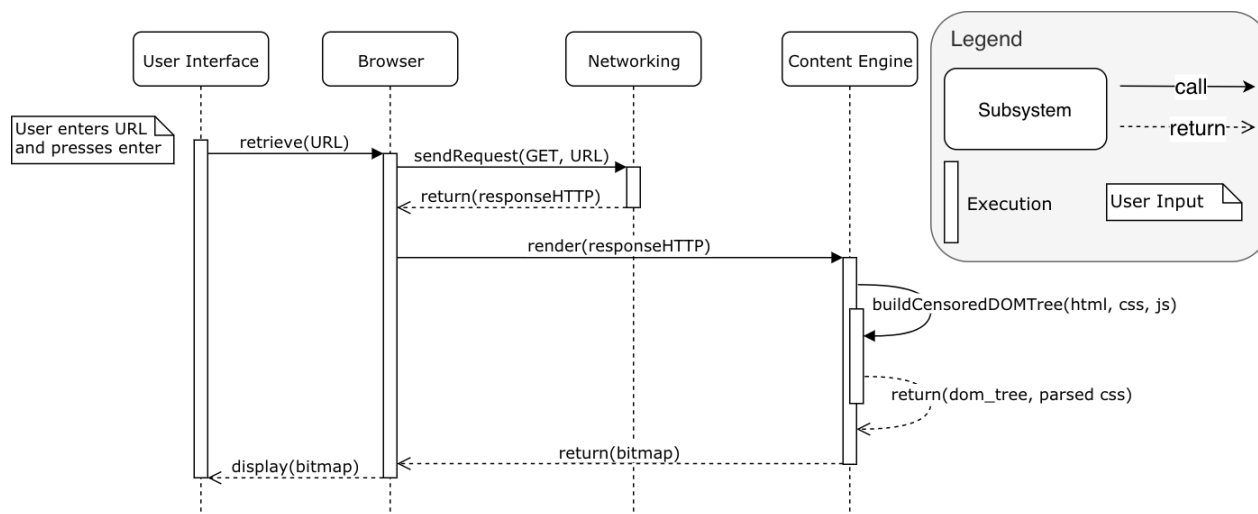 User Interface
Browser
Networking
Content Engine
Legend
Subsystem
call
return
Execution
User Input
User enters URL
and presses enter
retrieve(URL)
sendRequest(GET, URL)
return(responseHTTP)
render(responseHTTP)
buildCensoredDOMTree(html, css, js)
return(dom_tree, parsed css)
return(bitmap)
display(bitmap)